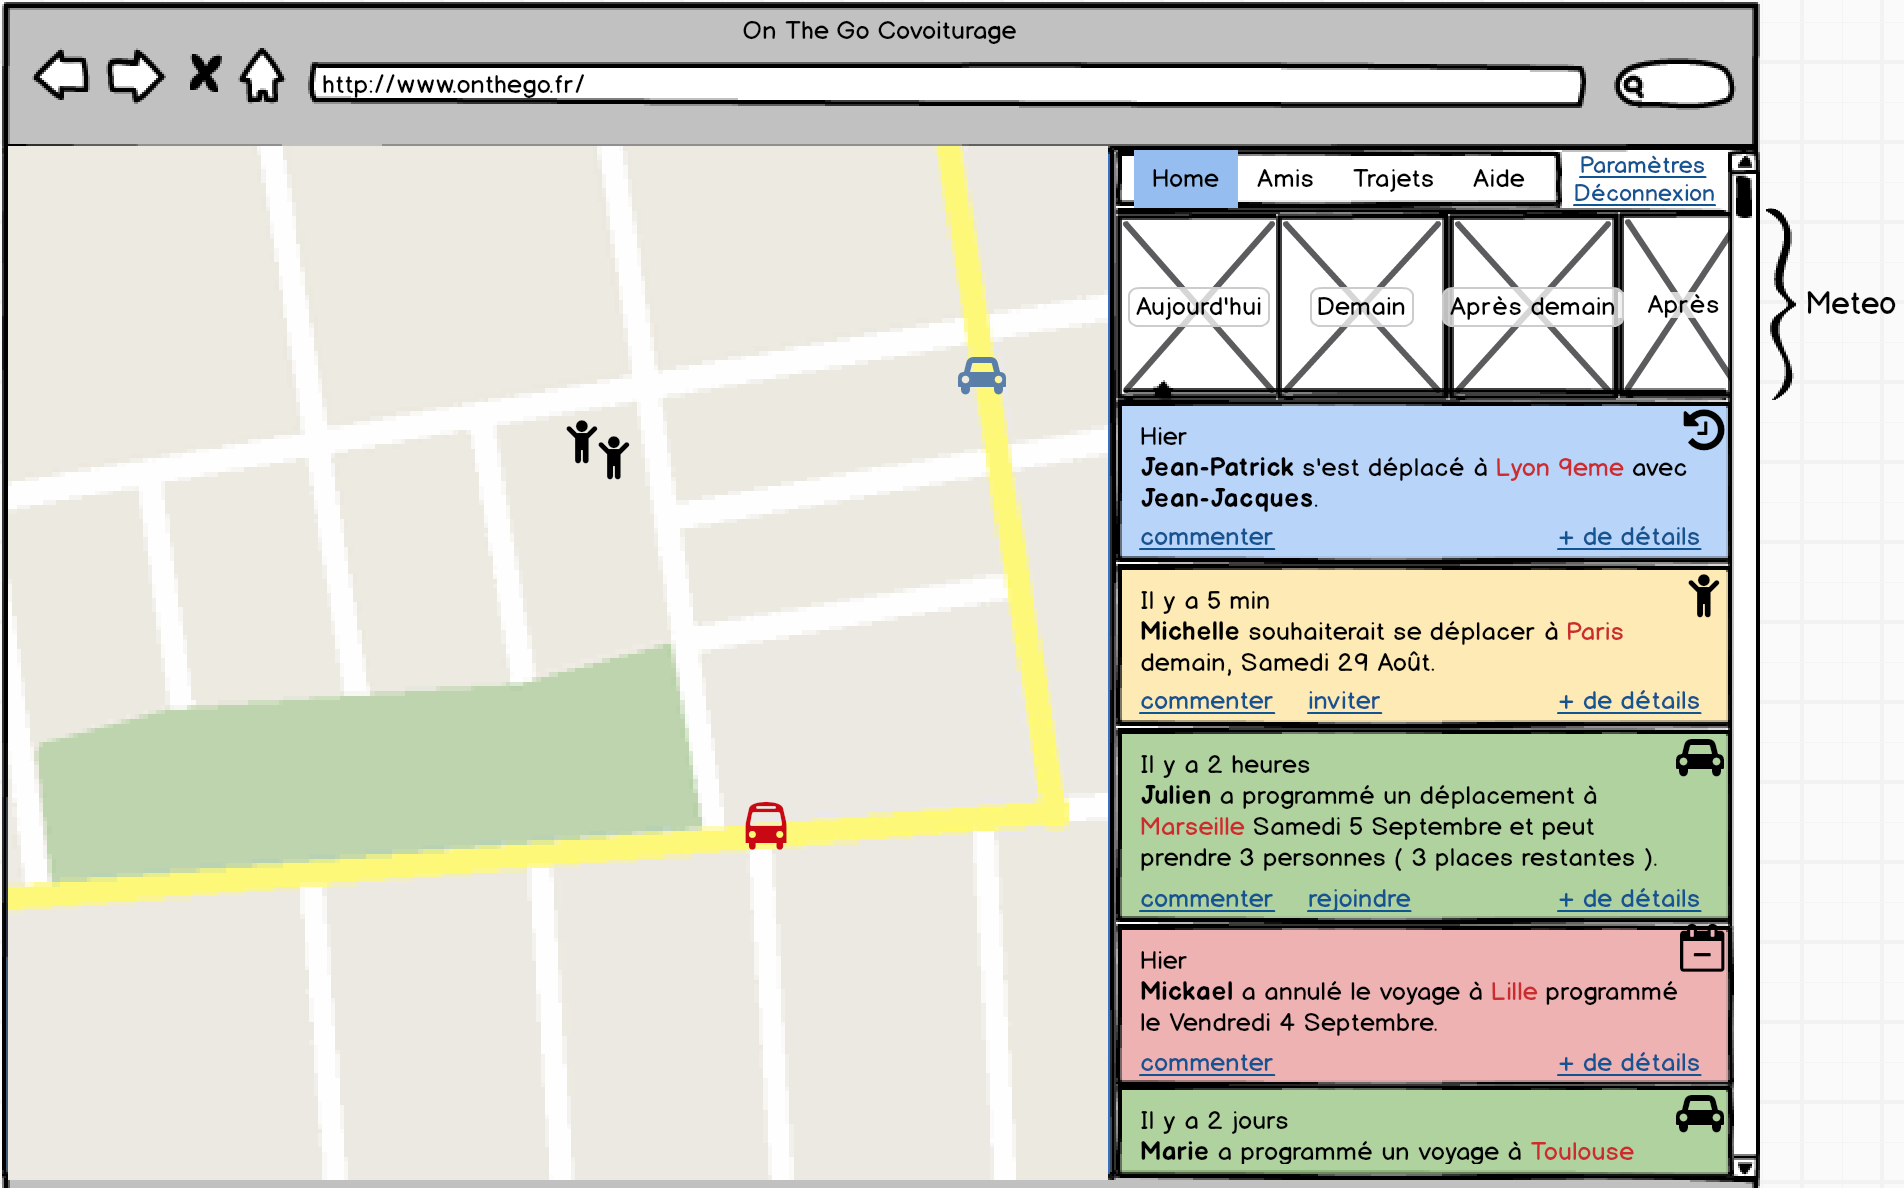 On The Go Covoiturage
http://www.onthego.fr/
Home Amis Trajets Aide
Paramètres
Déconnexion
Aujourd'hui Demain Après demain Après
Meteo
Hier
Jean-Patrick s'est déplacé à Lyon 9eme avec
Jean-Jacques.
commenter + de détails
Il y a 5 min
Michelle souhaiterait se déplacer à Paris
demain, Samedi 29 Août.
commenter inviter + de détails
Il y a 2 heures
Julien a programmé un déplacement à
Marseille Samedi 5 Septembre et peut
prendre 3 personnes ( 3 places restantes ).
commenter rejoindre + de détails
Hier
Mickael a annulé le voyage à Lille programmé
le Vendredi 4 Septembre.
commenter + de détails
Il y a 2 jours
Marie a programmé un voyage à Toulouse